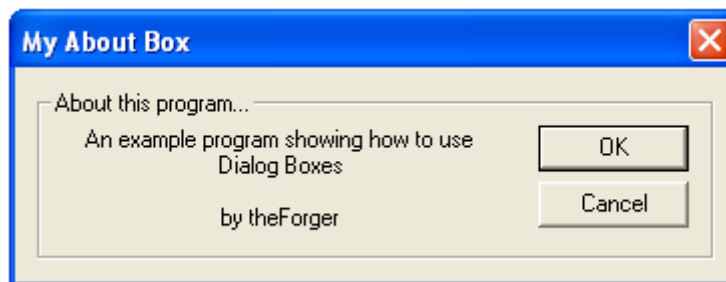 My About Box
About this program...
An example program showing how to use
Dialog Boxes
by theForger
OK
Cancel